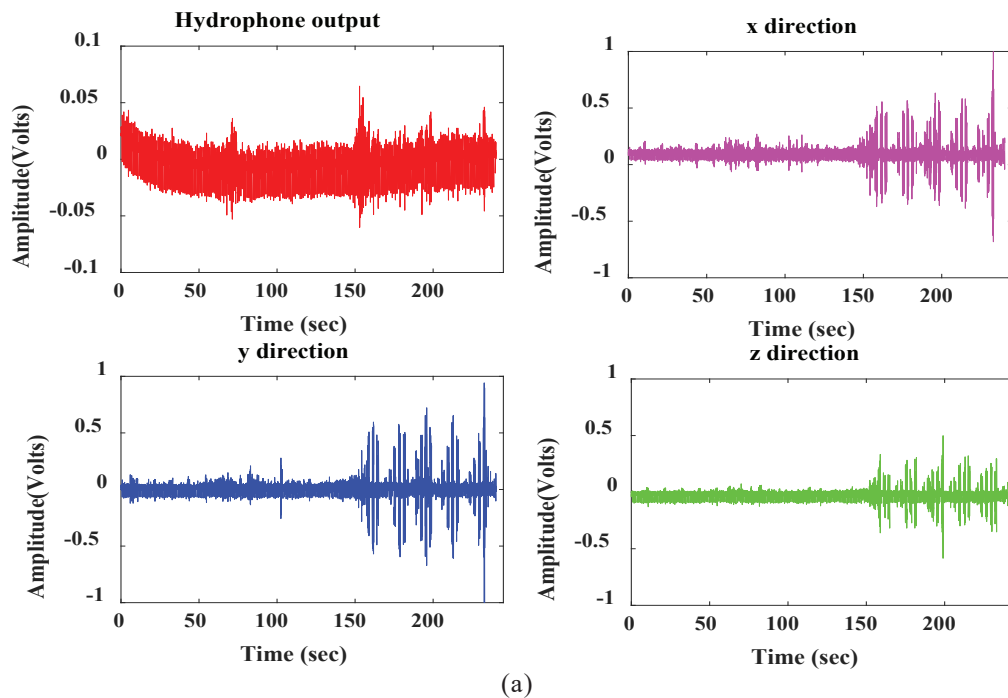 Hydrophone output
0.1
0.05
0
-0.05
-0.1
Amplitude(Volts)
0 50 100 150 200
Time (sec)
x direction
1
0.5
0
-0.5
-1
Amplitude(Volts)
0 50 100 150 200
Time (sec)
y direction
1
0.5
0
-0.5
-1
Amplitude(Volts)
0 50 100 150 200
Time (sec)
z direction
1
0.5
0
-0.5
-1
Amplitude(Volts)
0 50 100 150 200
Time (sec)
(a)